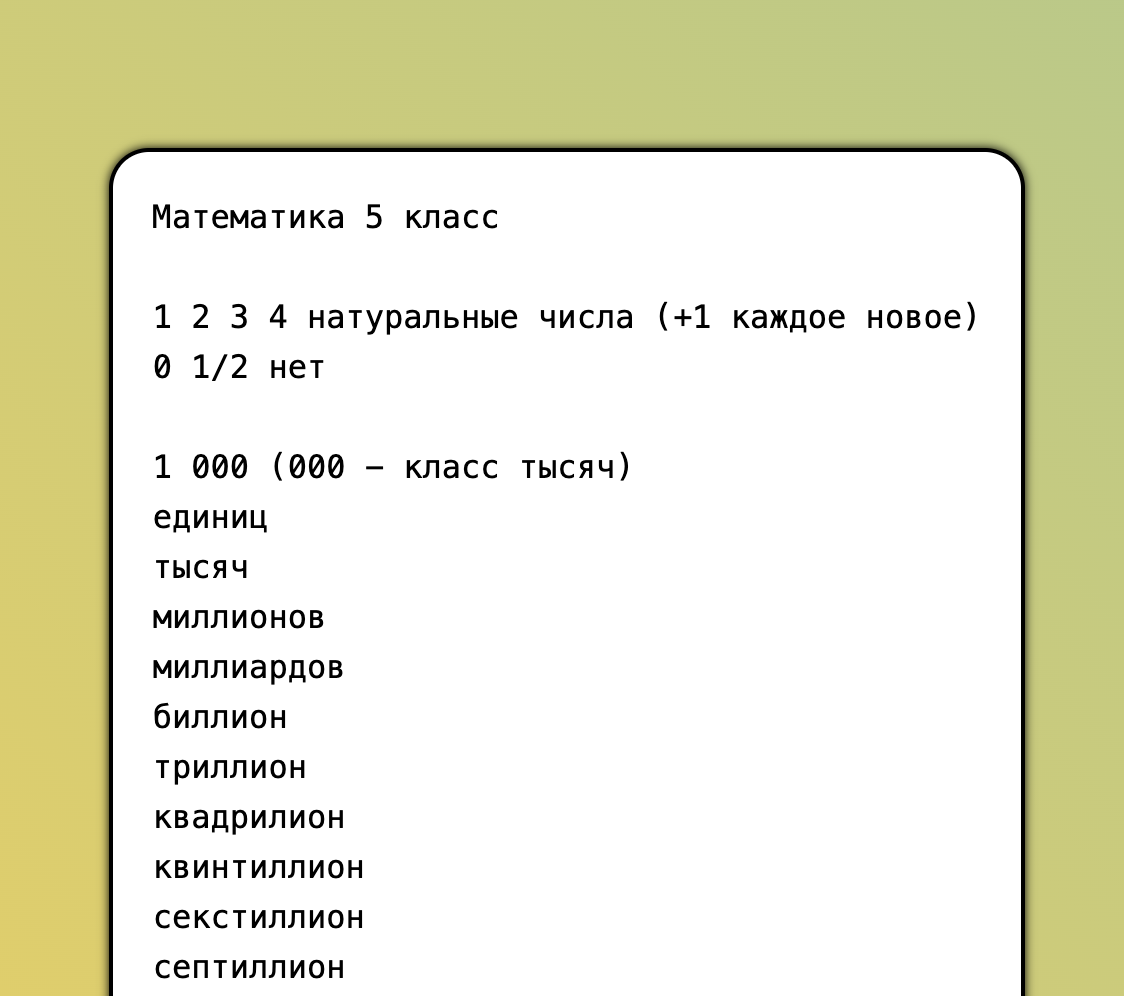 Математика 5 класс
1 2 3 4 натуральные числа (+1 каждое новое)
0 1/2 нет
1 000 (000 – класс тысяч)
единиц
тысяч
миллионов
миллиардов
биллион
триллион
квадрилион
квинтиллион
секстиллион
септиллион